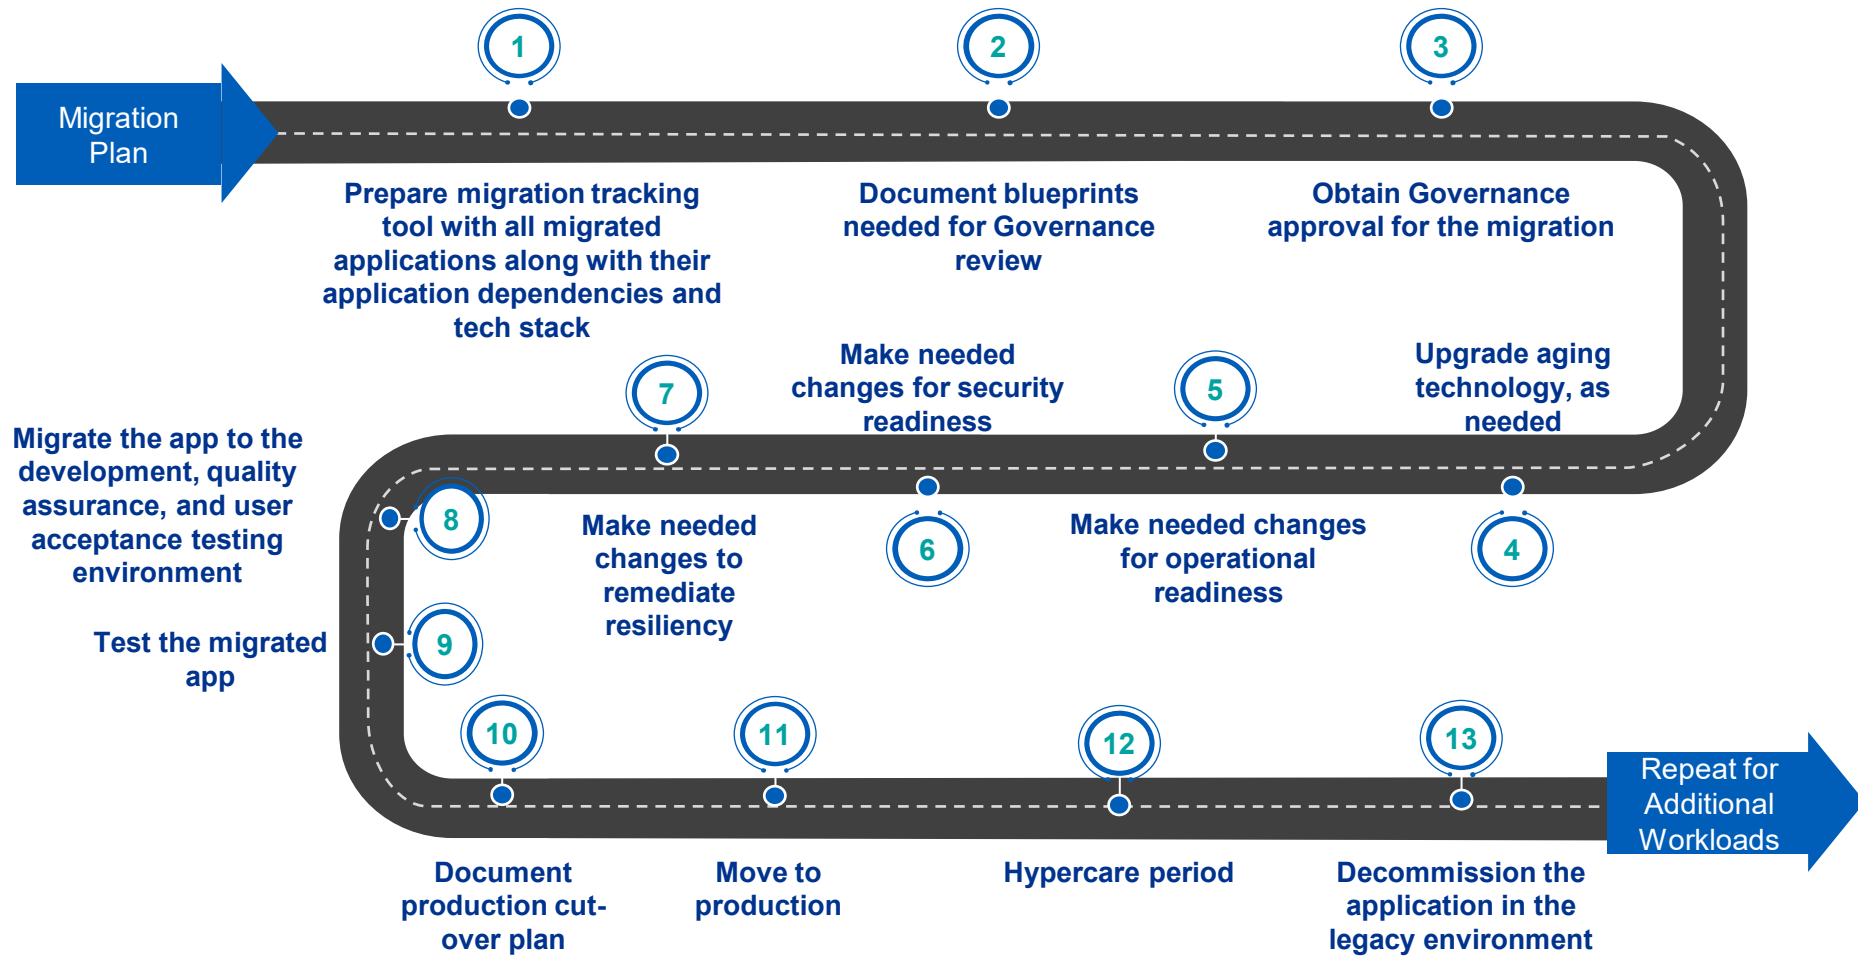 Migration
Plan
1
Prepare migration tracking
tool with all migrated
applications along with their
application dependencies and
tech stack
2
Document blueprints
needed for Governance
review
3
Obtain Governance
approval for the migration
4
Upgrade aging
technology, as
needed
5
Make needed changes
for operational
readiness
6
Make needed
changes for security
readiness
7
Make needed
changes to
remediate
resiliency
8
Migrate the app to the
development, quality
assurance, and user
acceptance testing
environment
9
Test the migrated
app
10
Document
production cut-
over plan
11
Move to
production
12
Hypercare period
13
Decommission the
application in the
legacy environment
Repeat for
Additional
Workloads